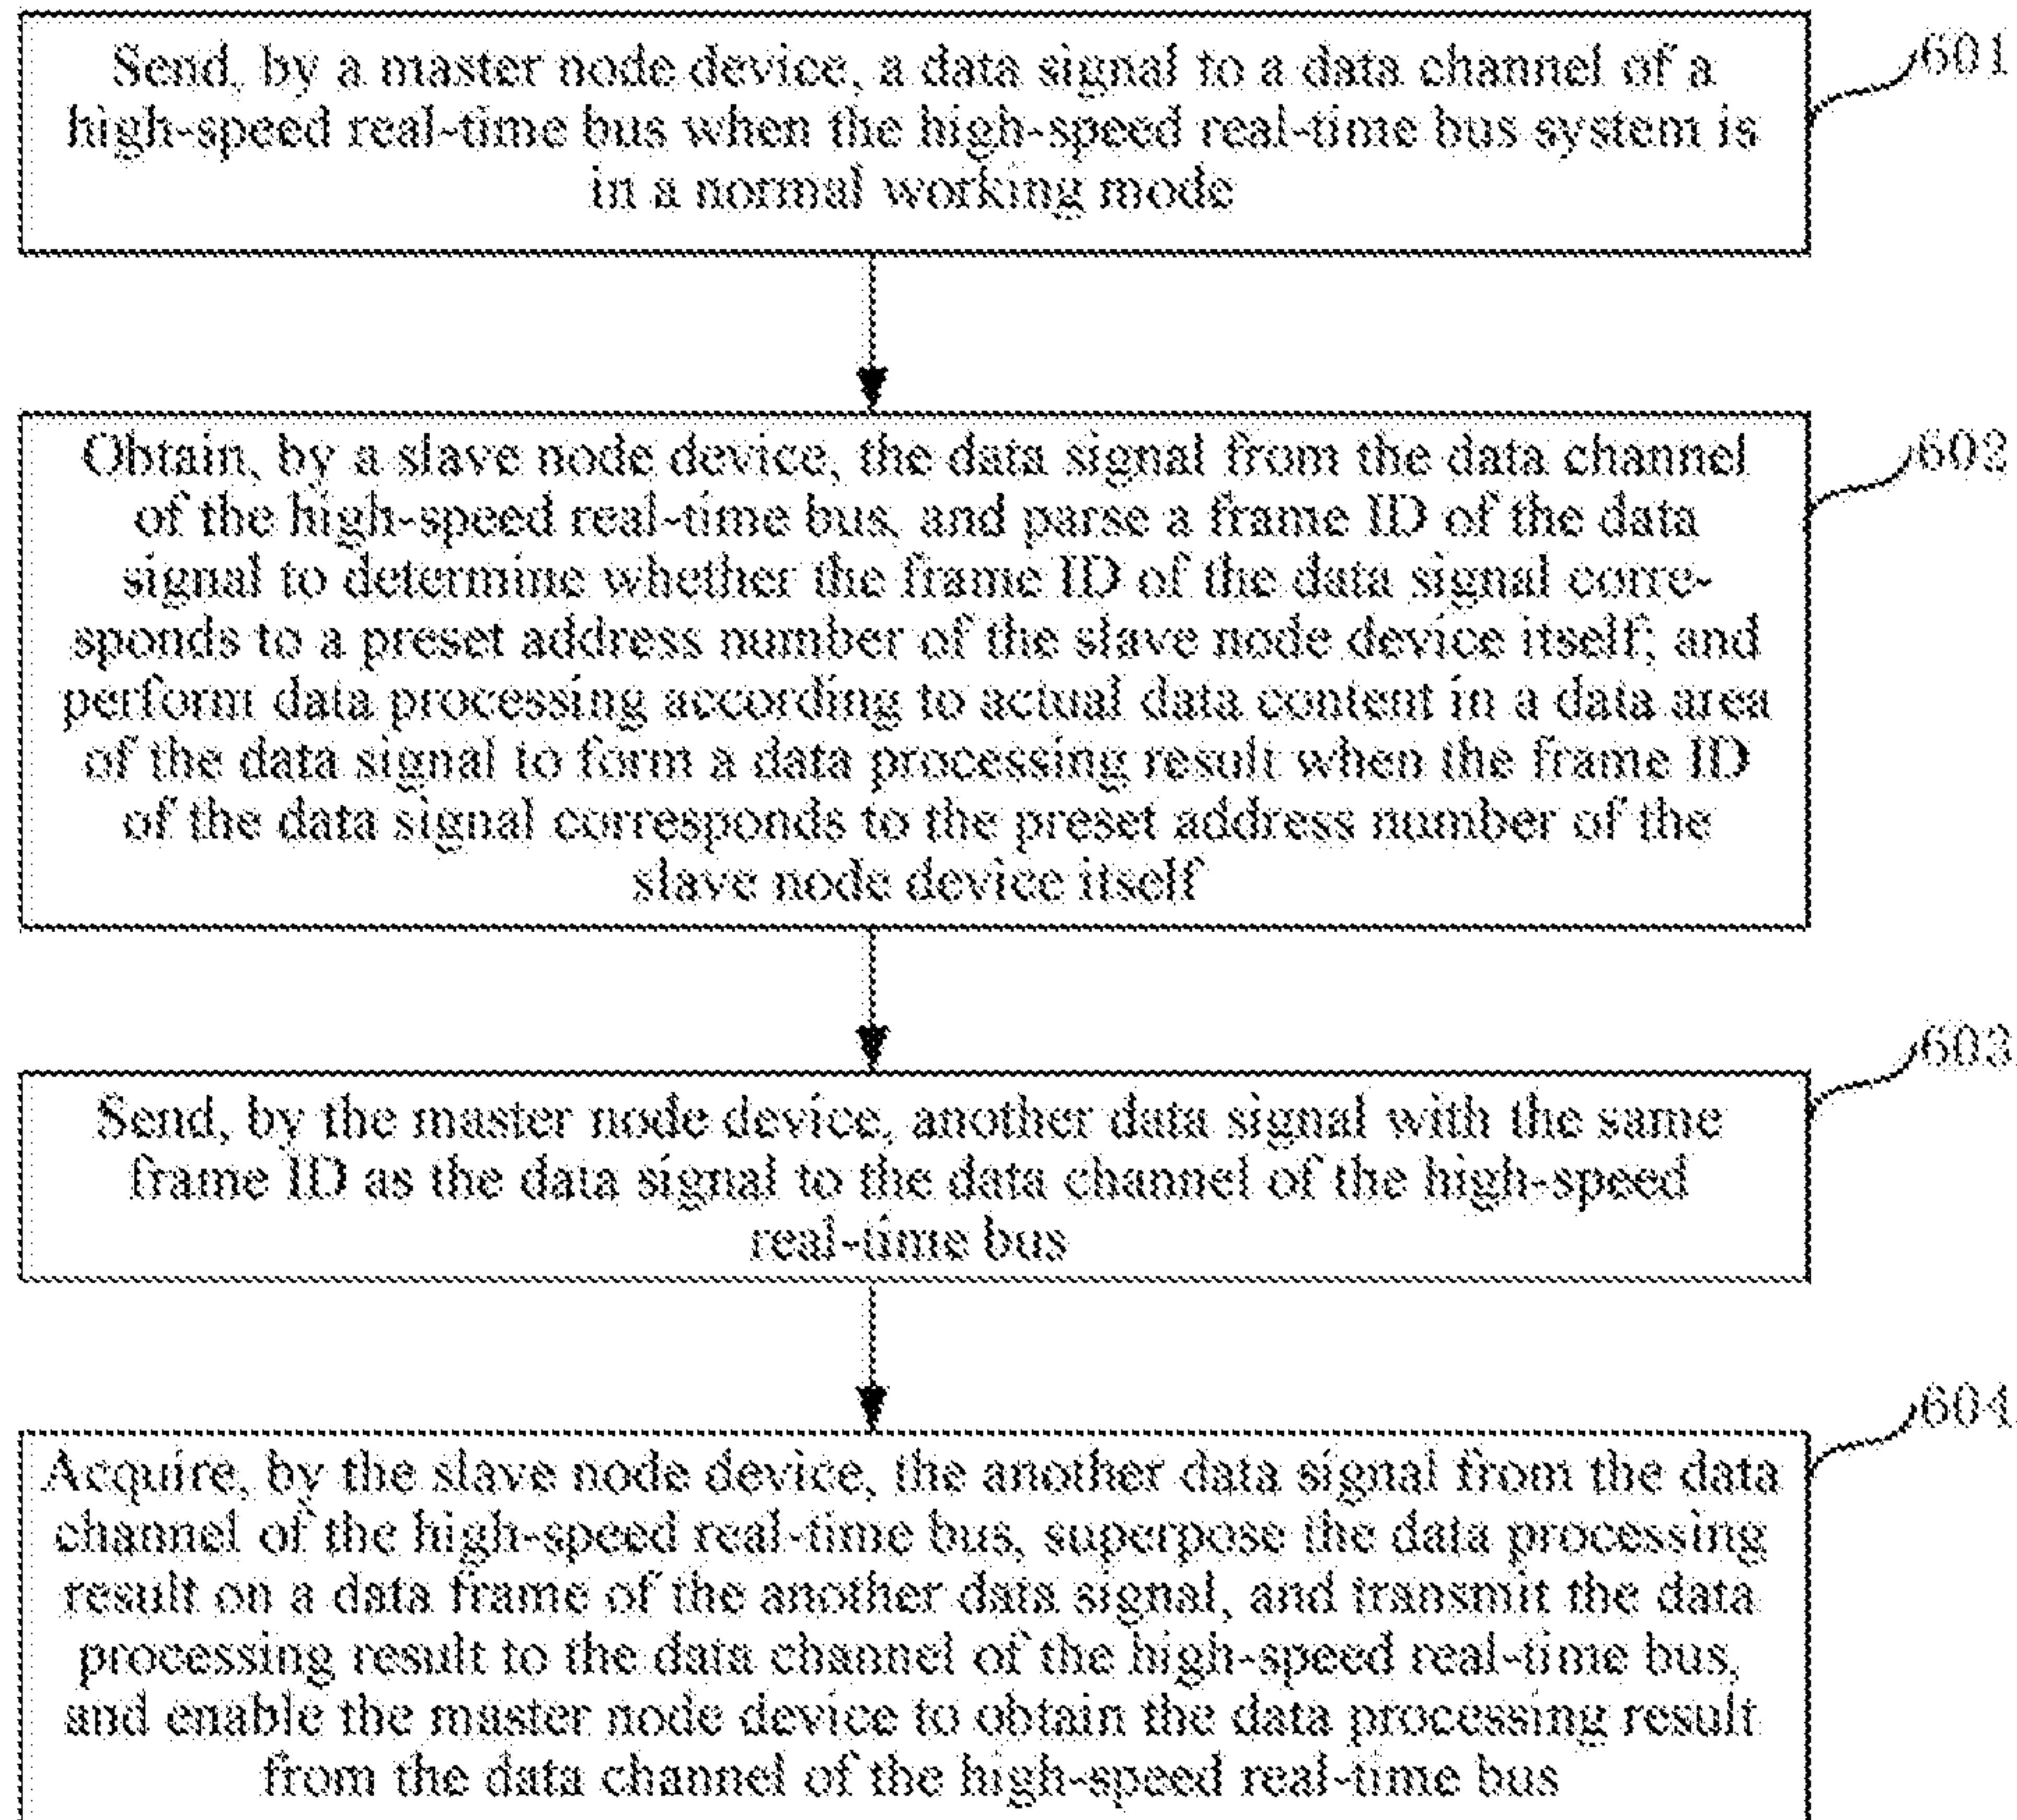 Send, by a master node device, a data signal to a data channel of a
high-speed real-time bus when the high-speed real-time bus system is
in a normal working mode
601
Obtain, by a slave node device, the data signal from the data channel
of the high-speed real-time bus, and parse a frame ID of the data
signal to determine whether the frame ID of the data signal corre-
sponds to a preset address number of the slave node device itself; and
perform data processing according to actual data content in a data area
of the data signal to form a data processing result when the frame ID
of the data signal corresponds to the preset address number of the
slave node device itself
602
Send, by the master node device, another data signal with the same
frame ID as the data signal to the data channel of the high-speed
real-time bus
603
Acquire, by the slave node device, the another data signal from the data
channel of the high-speed real-time bus, superpose the data processing
result on a data frame of the another data signal, and transmit the data
processing result to the data channel of the high-speed real-time bus,
and enable the master node device to obtain the data processing result
from the data channel of the high-speed real-time bus
604